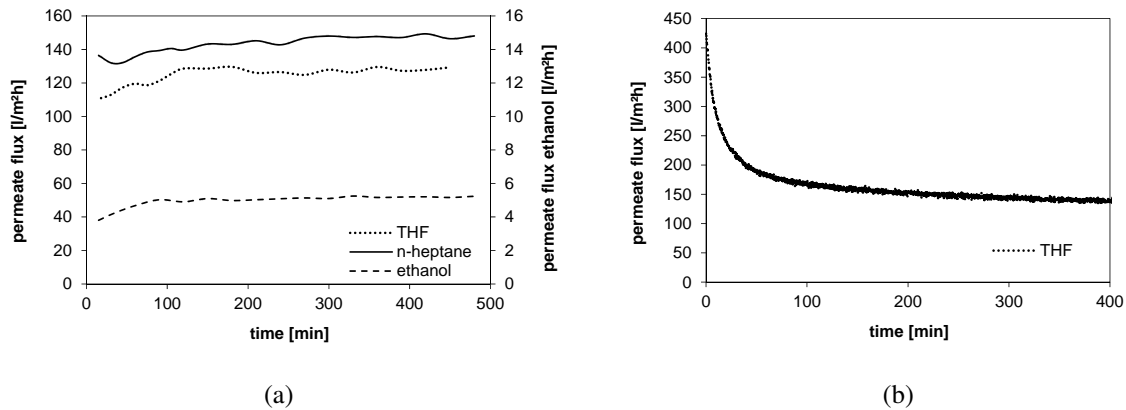 160
140
120
100
80
60
40
20
0
permeate flux [l/m²h]
16
14
12
10
8
6
4
2
0
permeate flux ethanol [l/m²h]
THF
n-heptane
ethanol
0 100 200 300 400 500
time [min]
(a)
450
400
350
300
250
200
150
100
50
0
permeate flux [l/m²h]
THF
0 100 200 300 400
time [min]
(b)